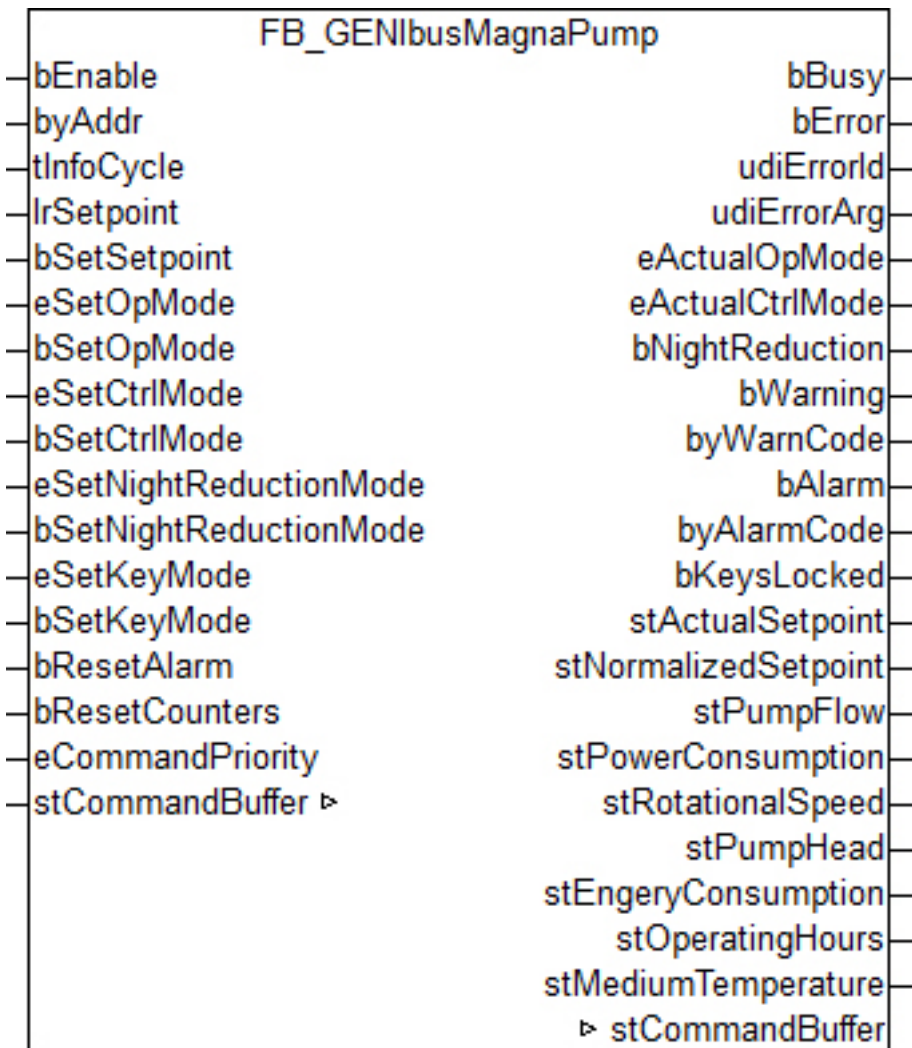 FB_GENIbusMagnaPump
bEnable bBusy
byAddr bError
tInfoCycle udiErrorId
lrSetpoint udiErrorArg
bSetSetpoint eActualOpMode
eSetOpMode eActualCtrlMode
bSetOpMode bNightReduction
eSetCtrlMode bWarning
bSetCtrlMode byWarnCode
eSetNightReductionMode bAlarm
bSetNightReductionMode byAlarmCode
eSetKeyMode bKeysLocked
bSetKeyMode stActualSetpoint
bResetAlarm stNormalizedSetpoint
bResetCounters stPumpFlow
eCommandPriority stPowerConsumption
stCommandBuffer ▹ stRotationalSpeed
stPumpHead
stEngeryConsumption
stOperatingHours
stMediumTemperature
▹ stCommandBuffer